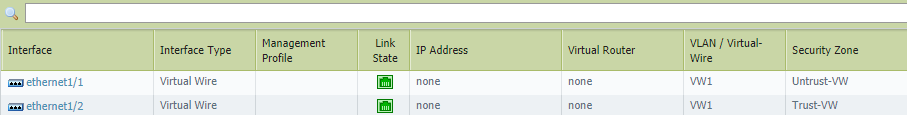 Interface Interface Type Management Profile Link State IP Address Virtual Router VLAN / Virtual-Wire Security Zone
ethernet1/1 Virtual Wire none none VW1 Untrust-VW
ethernet1/2 Virtual Wire none none VW1 Trust-VW